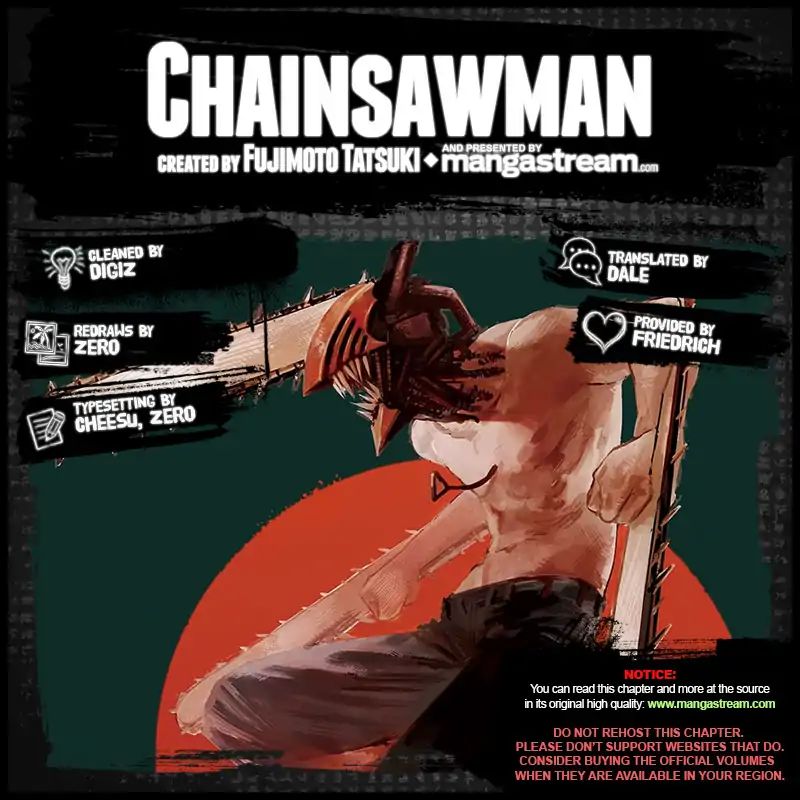 CHAINSAWMAN
CREATED BY FUJIMOTO TATSUKI ◆ AND PRESENTED BY mangastream.com
CLEANED BY
DIGIZ
REDRAWS BY
ZERO
TYPESETTING BY
CHEESU, ZERO
TRANSLATED BY
DALE
PROVIDED BY
FRIEDRICH
NOTICE:
You can read this chapter and more at the source
in its original high quality: www.mangastream.com
DO NOT REHOST THIS CHAPTER.
PLEASE DON'T SUPPORT WEBSITES THAT DO.
CONSIDER BUYING THE OFFICIAL VOLUMES
WHEN THEY ARE AVAILABLE IN YOUR REGION.